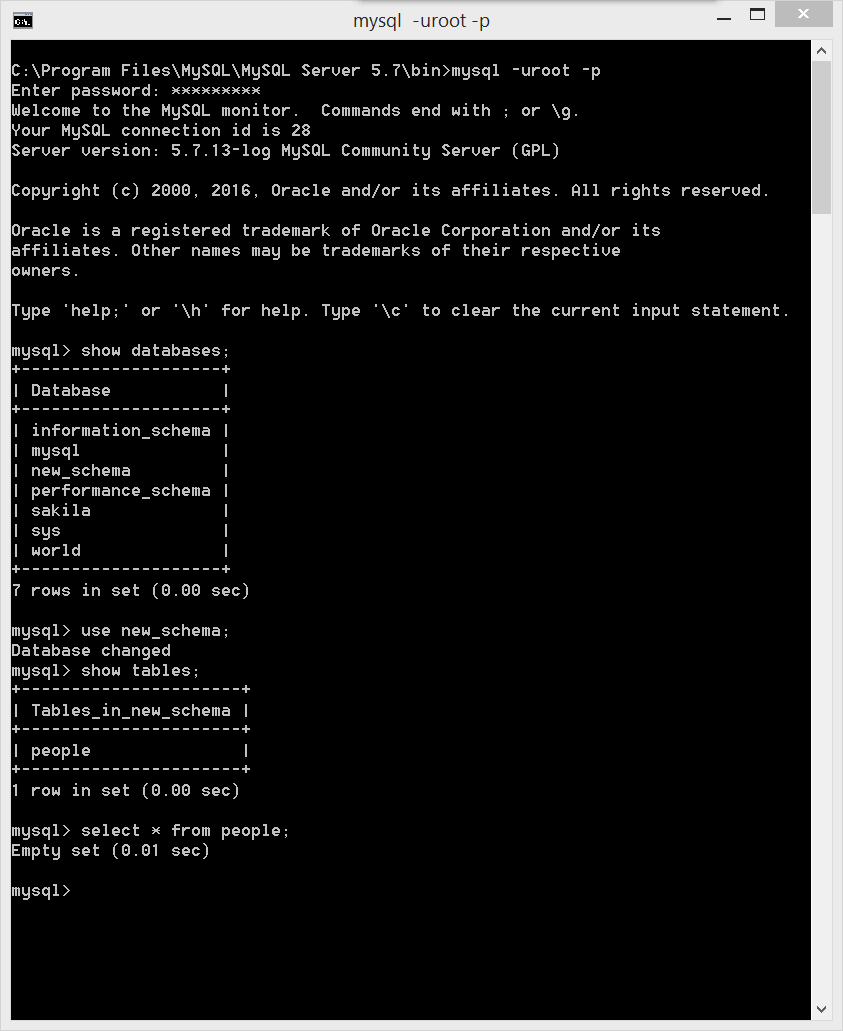 mysql  -uroot -p
C:\Program Files\MySQL\MySQL Server 5.7\bin>mysql -uroot -p
Enter password: *********
Welcome to the MySQL monitor.  Commands end with ; or \g.
Your MySQL connection id is 28
Server version: 5.7.13-log MySQL Community Server (GPL)
Copyright (c) 2000, 2016, Oracle and/or its affiliates. All rights reserved.
Oracle is a registered trademark of Oracle Corporation and/or its
affiliates. Other names may be trademarks of their respective
owners.
Type 'help;' or '\h' for help. Type '\c' to clear the current input statement.
mysql> show databases;
+--------------------+
| Database           |
+--------------------+
| information_schema |
| mysql              |
| new_schema         |
| performance_schema |
| sakila             |
| sys                |
| world              |
+--------------------+
7 rows in set (0.00 sec)
mysql> use new_schema;
Database changed
mysql> show tables;
+----------------------+
| Tables_in_new_schema |
+----------------------+
| people               |
+----------------------+
1 row in set (0.00 sec)
mysql> select * from people;
Empty set (0.01 sec)
mysql>